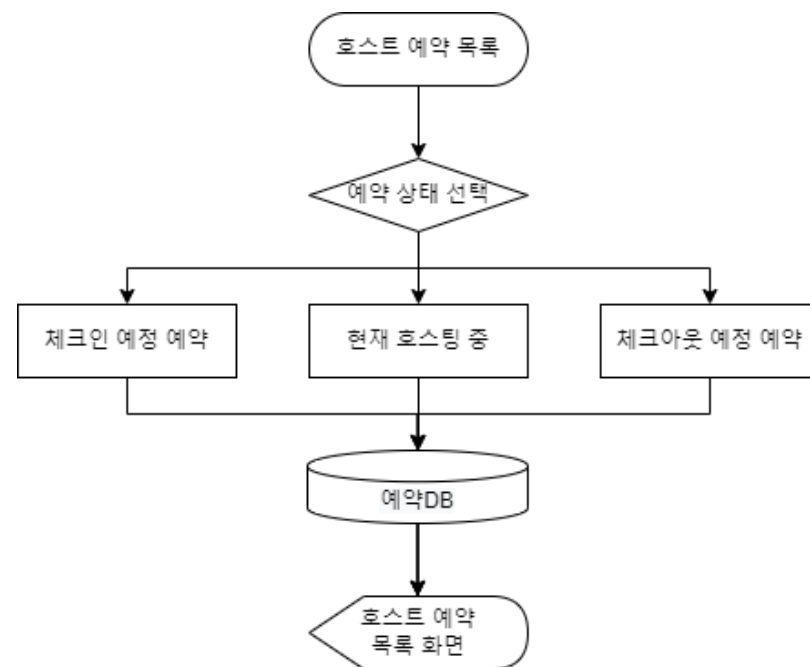 호스트 예약 목록
예약 상태 선택
체크인 예정 예약
현재 호스팅 중
체크아웃 예정 예약
예약DB
호스트 예약
목록 화면